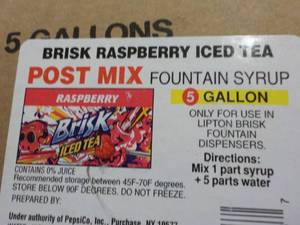 5 GALLONS
BRISK RASPBERRY ICED TEA
POST MIX FOUNTAIN SYRUP
RASPBERRY
BRISK
ICED TEA
5 GALLON
ONLY FOR USE IN
LIPTON BRISK
FOUNTAIN
DISPENSERS.
Directions:
Mix 1 part syrup
+ 5 parts water
CONTAINS 0% JUICE
Recommended storage between 45F-70F degrees.
STORE BELOW 90F DEGREES. DO NOT FREEZE.
PREPARED BY:
Under authority of PepsiCo, Inc., Purchase, NY 10577
7